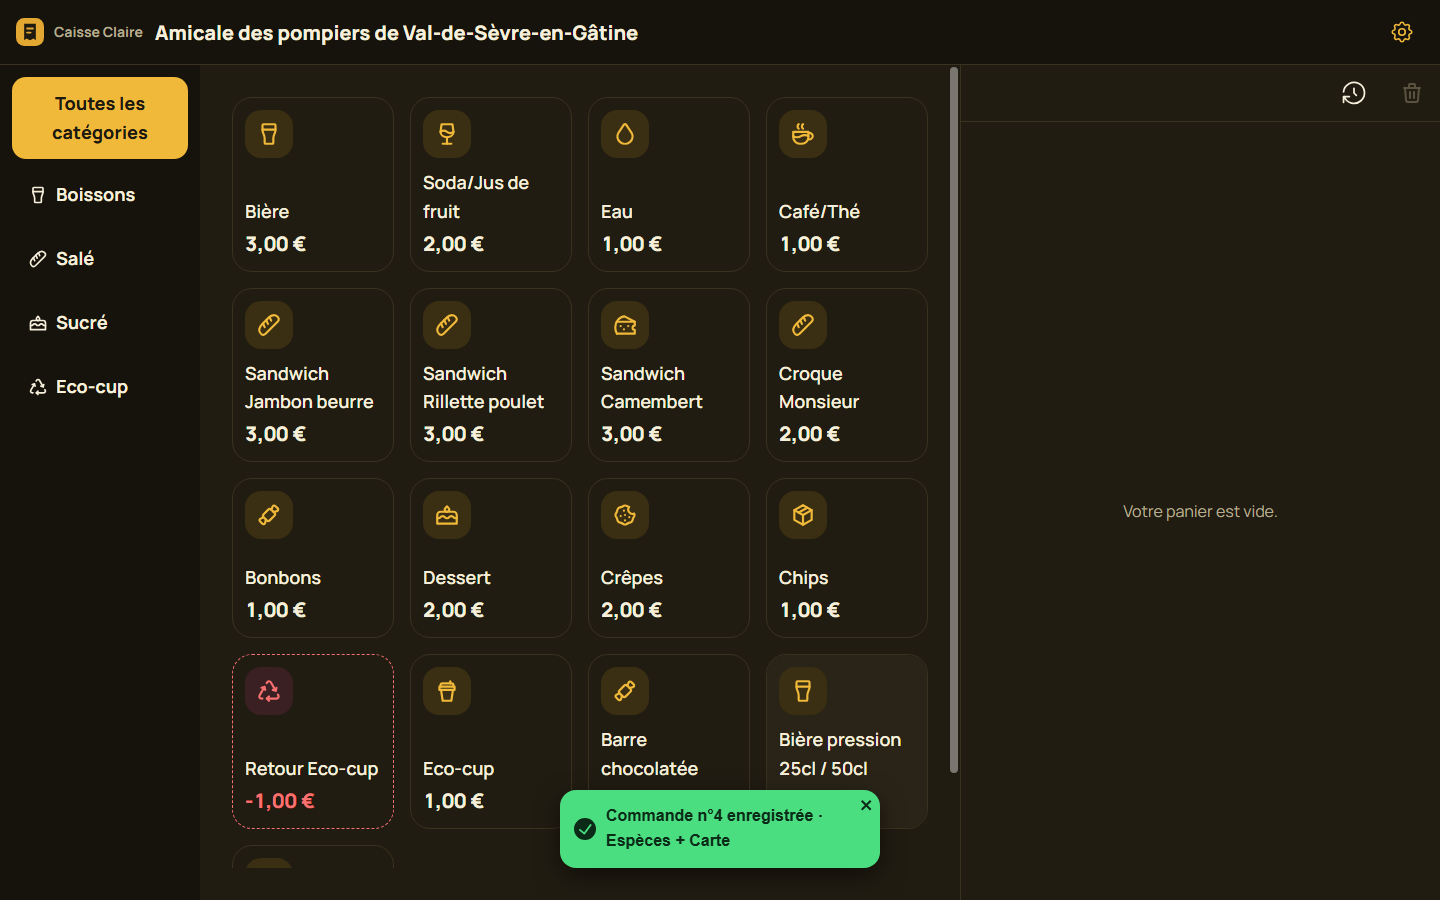 Caisse Claire
Amicale des pompiers de Val-de-Sèvre-en-Gâtine
Toutes les
catégories
Boissons
Salé
Sucré
Eco-cup
Bière
3,00 €
Soda/Jus de
fruit
2,00 €
Eau
1,00 €
Café/Thé
1,00 €
Sandwich
Jambon beurre
3,00 €
Sandwich
Rillette poulet
3,00 €
Sandwich
Camembert
3,00 €
Croque
Monsieur
2,00 €
Bonbons
1,00 €
Dessert
2,00 €
Crêpes
2,00 €
Chips
1,00 €
Retour Eco-cup
-1,00 €
Eco-cup
1,00 €
Barre
chocolatée
Bière pression
25cl / 50cl
Votre panier est vide.
Commande n°4 enregistrée ·
Espèces + Carte